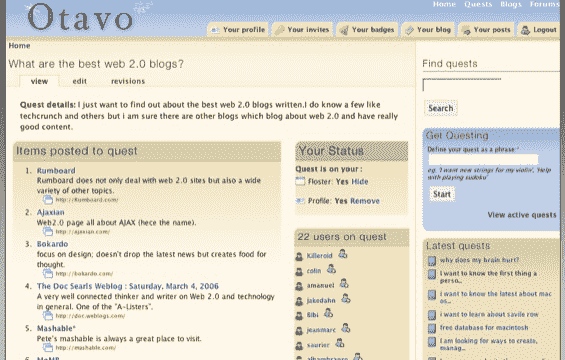 Otavo
Home Quests Blogs Forums
Your profile Your invites Your badges Your blog Your posts Logout
Home
What are the best web 2.0 blogs?
view edit revisions
Quest details: I just want to find out about the best web 2.0 blogs written.I do know a few like
techcrunch and others but i am sure there are other blogs which blog about web 2.0 and have really
good content.
Items posted to quest
1. Rumboard
Rumboard does not only deal with web 2.0 sites but also a wide
variety of other topics.
http://Rumboard.com/
2. Ajaxian
Web2.0 page all about AJAX (hece the name).
http://ajaxian.com/
3. Bokardo
focus on design; doesn't drop the latest news but creates food for
thought.
http://bokardo.com/
4. The Doc Searls Weblog : Saturday, March 4, 2006
A very well connected thinker and writer on Web 2.0 and technology
in general. One of the "A-Listers".
http://doc.weblogs.com/
5. Mashable*
Pete's mashable is always a great place to visit.
http://mashable.com/
Your Status
Quest is on your :
Floster: Yes Hide
Profile: Yes Remove
22 users on quest
Killeroid
colin
amanuel
jakedahn
Bibi
jeanmarc
saurier
Find quests
Search
Get Questing
Define your quest as a phrase:*
eg. 'I want new strings for my violin', 'Help
with playing sudoku'
Start
View active quests
Latest quests
why does my brain hurt?
I want to know the first thing a
perso...
I want to know the latest about mac
os...
i want to learn about savile row
free database for macintosh
I am looking for ways to create,
manag...